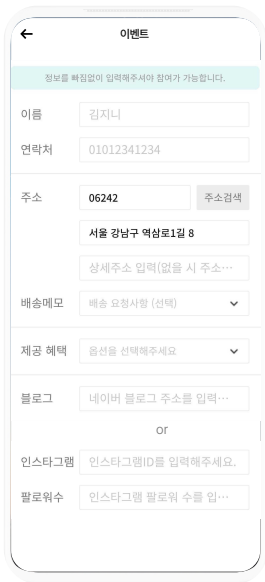 이벤트
정보를 빠짐없이 입력해주셔야 참여가 가능합니다.
이름 김지니
연락처 01012341234
주소 06242 주소검색
서울 강남구 역삼로1길 8
상세주소 입력(없을 시 주소…
배송메모 배송 요청사항 (선택)
제공 혜택 옵션을 선택해주세요
블로그 네이버 블로그 주소를 입력…
or
인스타그램 인스타그램ID를 입력해주세요.
팔로워수 인스타그램 팔로워 수를 입…